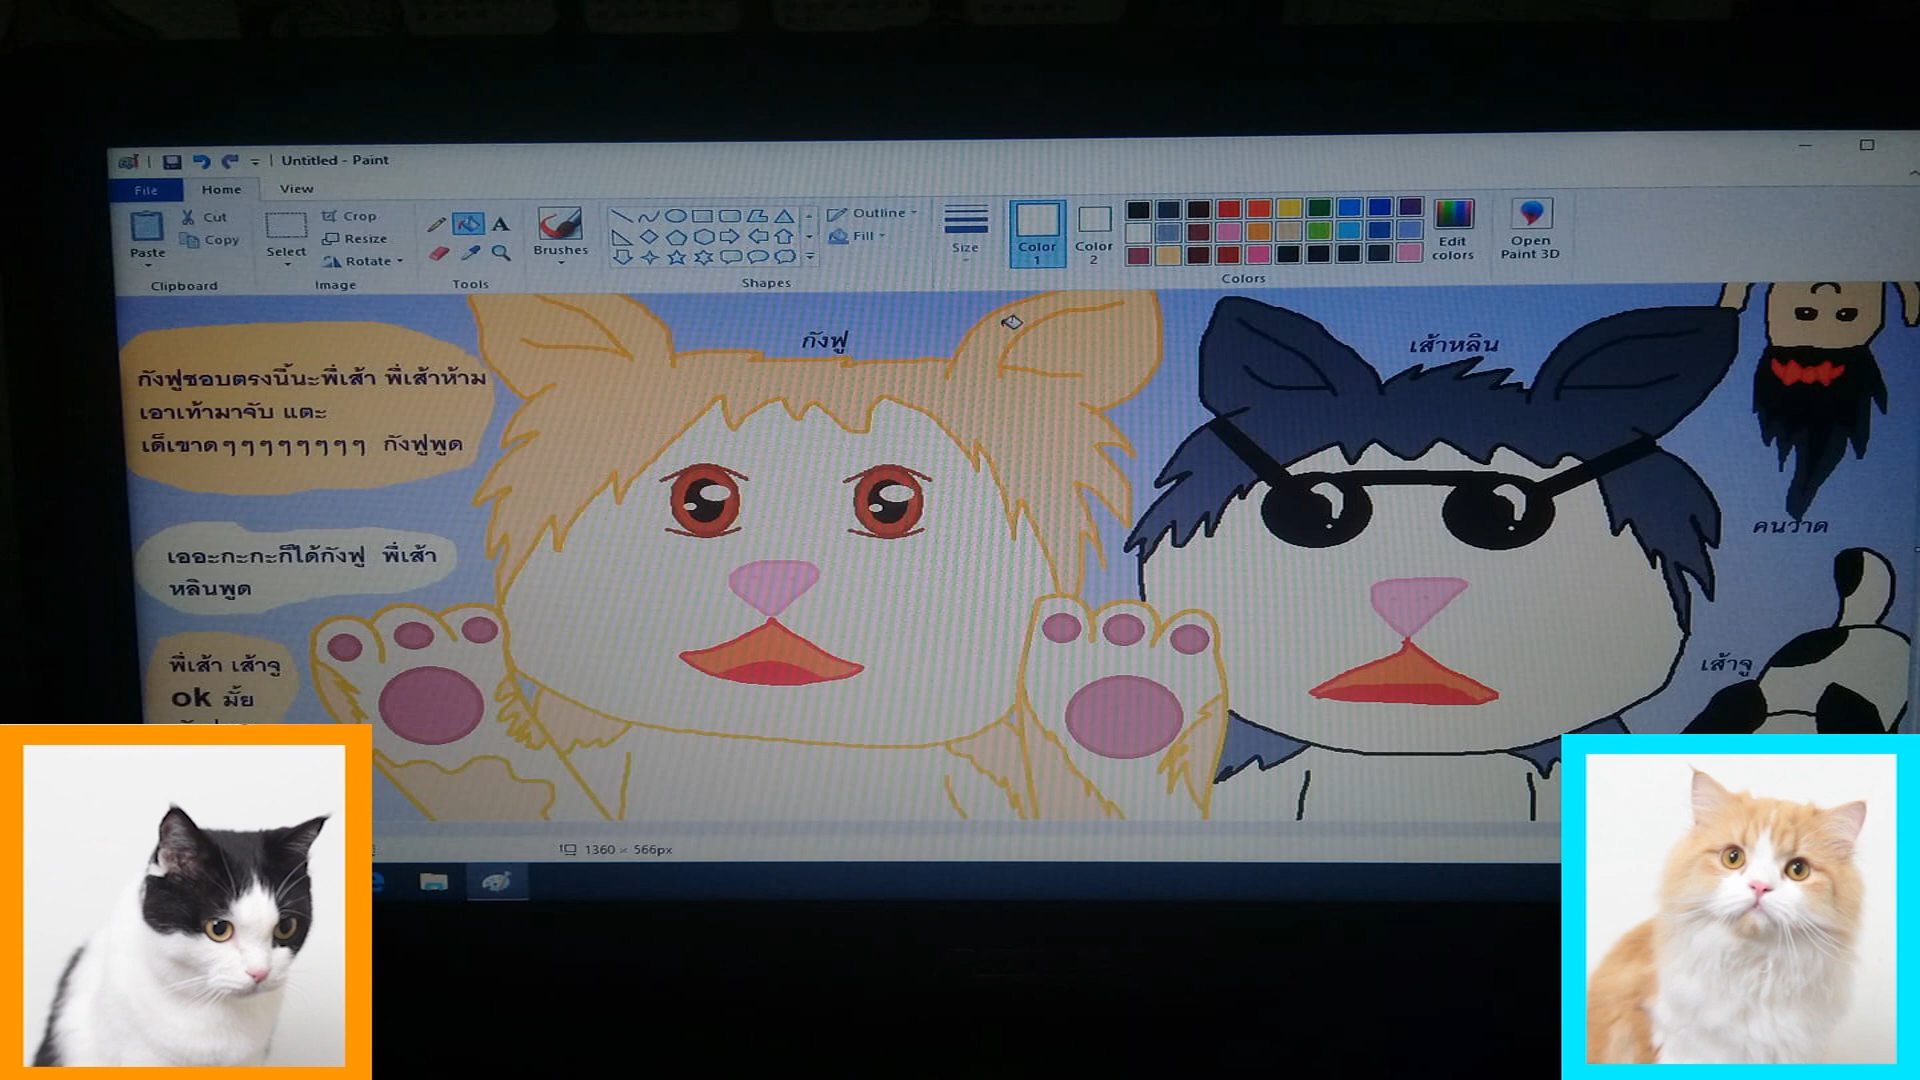 Untitled - Paint
File Home View
Paste Cut Copy Clipboard
Select Crop Resize Rotate Image
Tools
Brushes
Shapes
Outline
Fill
Size
Color 1
Color 2
Colors
Edit colors
Open Paint 3D
กังฟูชอบตรงนี้นะพี่เส้า พี่เส้าห้าม
เอาเท้ามาจับ แตะ
เด็เขาดๆๆๆๆๆๆๆๆ กังฟูพูด
เออะกะกะก็ได้กังฟู พี่เส้า
หลินพูด
พี่เส้า เส้าจู
ok มั้ย
กังฟู
เส้าหลิน
คนวาด
เส้าจู
1360 × 566px